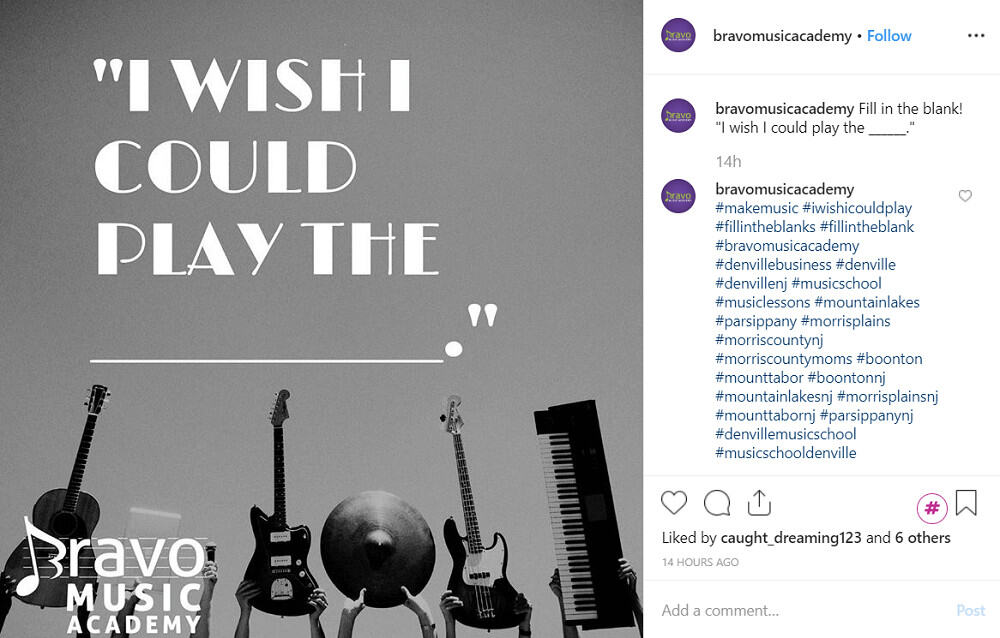 "I WISH I
COULD
PLAY THE
______."
Bravo
MUSIC
ACADEMY
bravomusicacademy • Follow
bravomusicacademy Fill in the blank!
"I wish I could play the ______."
14h
bravomusicacademy
#makemusic #iwishicouldplay
#fillintheblanks #fillintheblank
#bravomusicacademy
#denvillebusiness #denville
#denvillenj #musicschool
#musiclessons #mountainlakes
#parsippany #morrisplains
#morriscountynj
#morriscountymoms #boonton
#mounttabor #boontonnj
#mountainlakesnj #morrisplainsnj
#mounttabornj #parsippanynj
#denvillemusicschool
#musicschooldenville
#
Liked by caught_dreaming123 and 6 others
14 HOURS AGO
Add a comment... Post